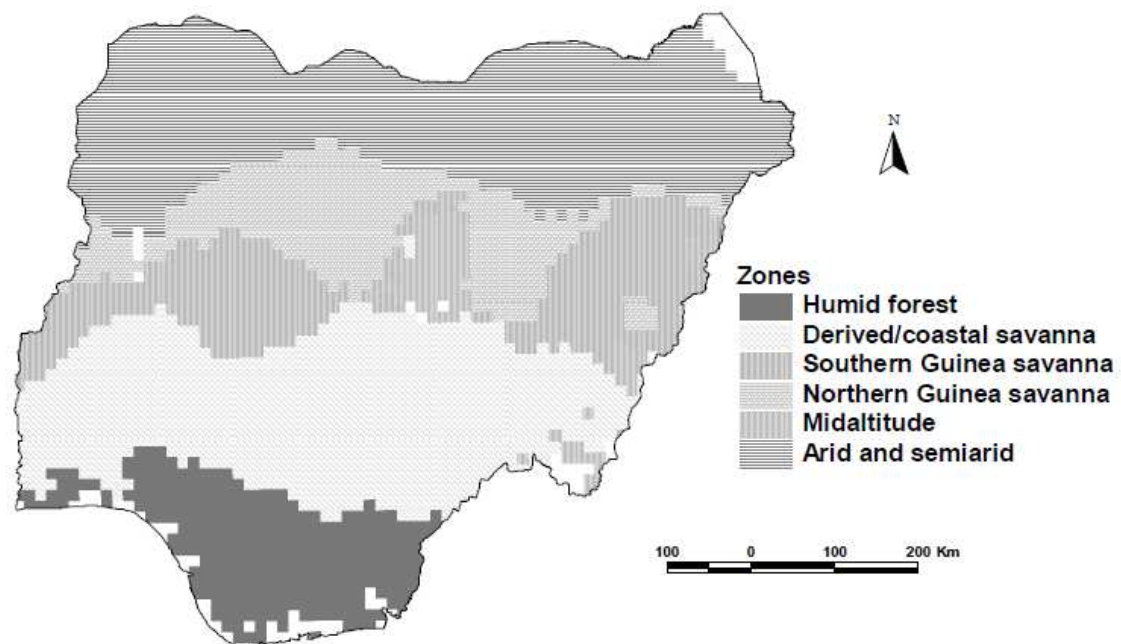 N
Zones
Humid forest
Derived/coastal savanna
Southern Guinea savanna
Northern Guinea savanna
Midaltitude
Arid and semiarid
100 0 100 200 Km